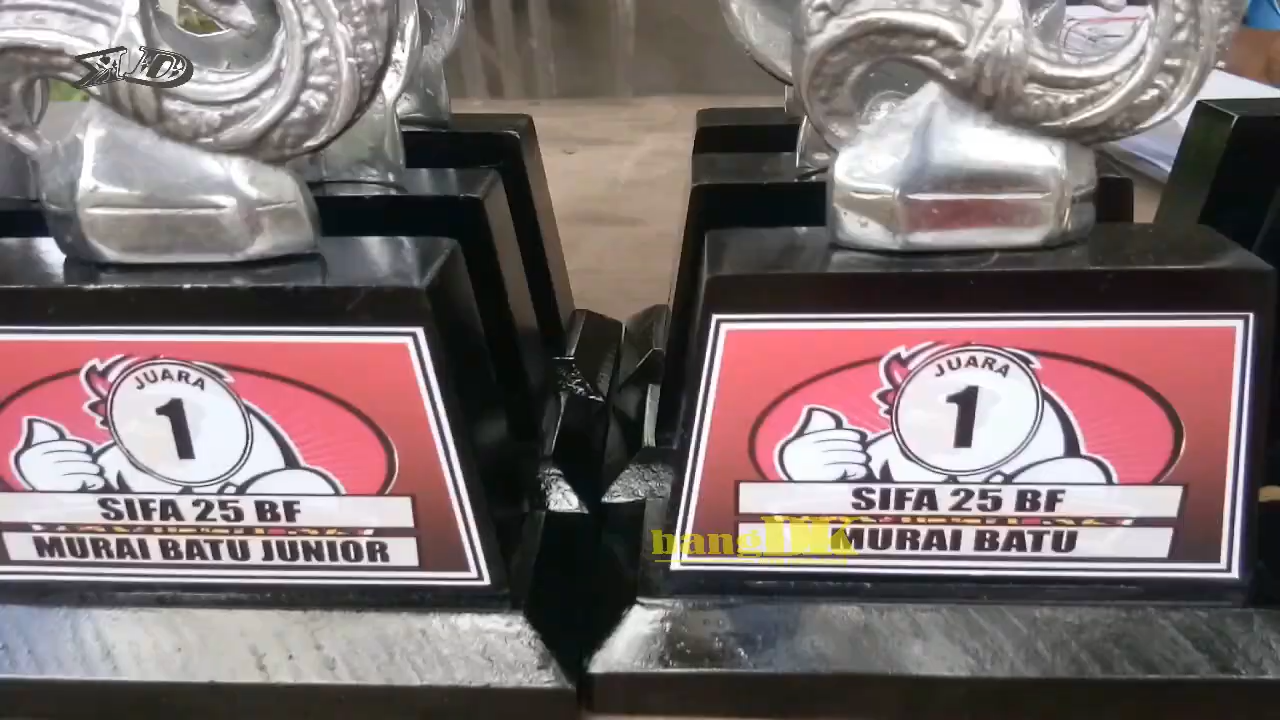 JUARA
1
SIFA 25 BF
MURAI BATU JUNIOR
JUARA
1
SIFA 25 BF
MURAI BATU